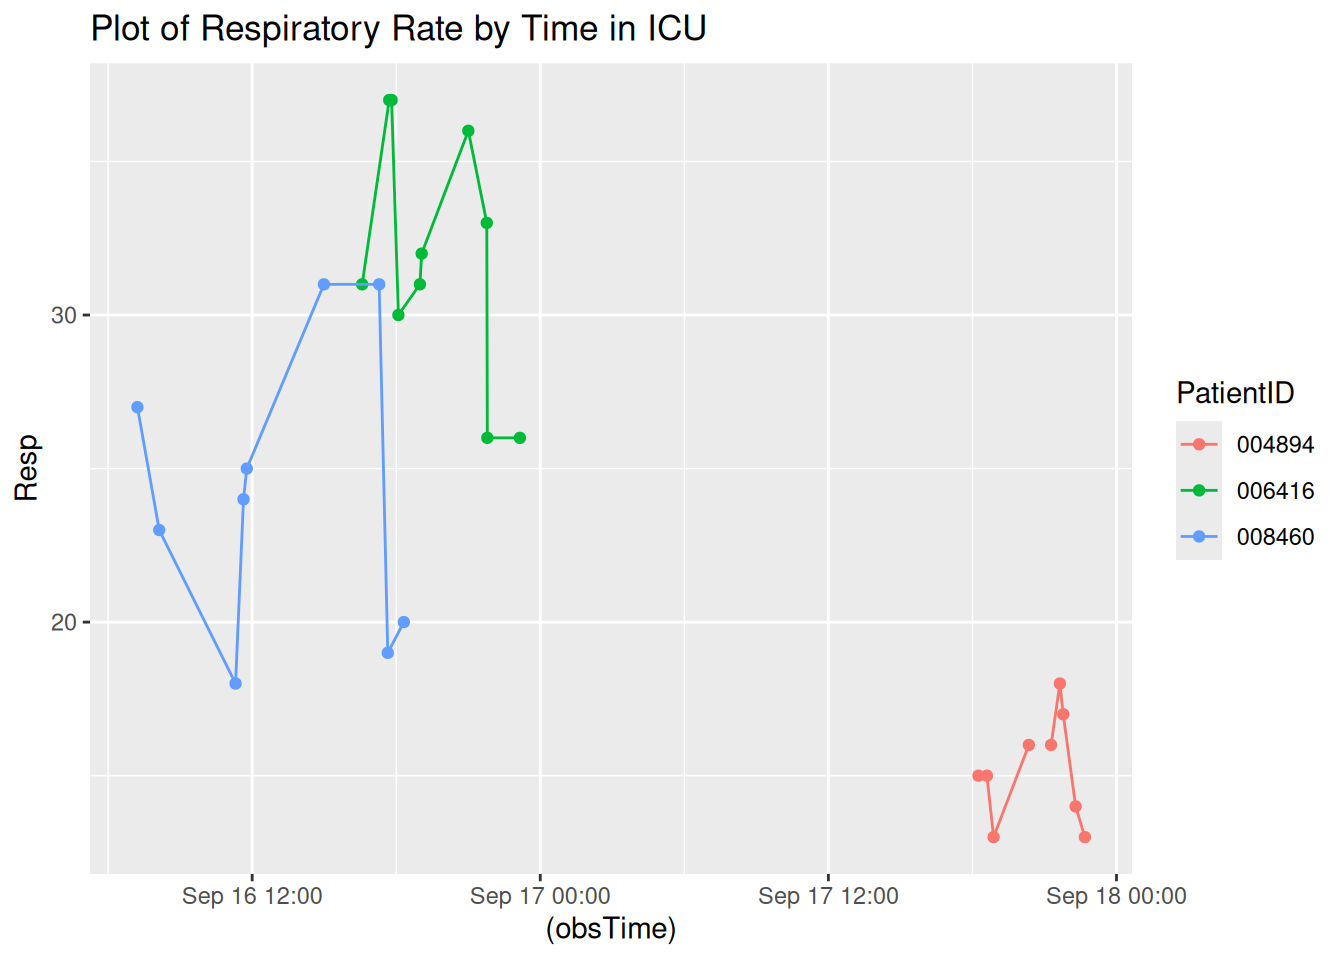 Plot of Respiratory Rate by Time in ICU
Resp
30
20
Sep 16 12:00
Sep 17 00:00
Sep 17 12:00
Sep 18 00:00
(obsTime)
PatientID
004894
006416
008460